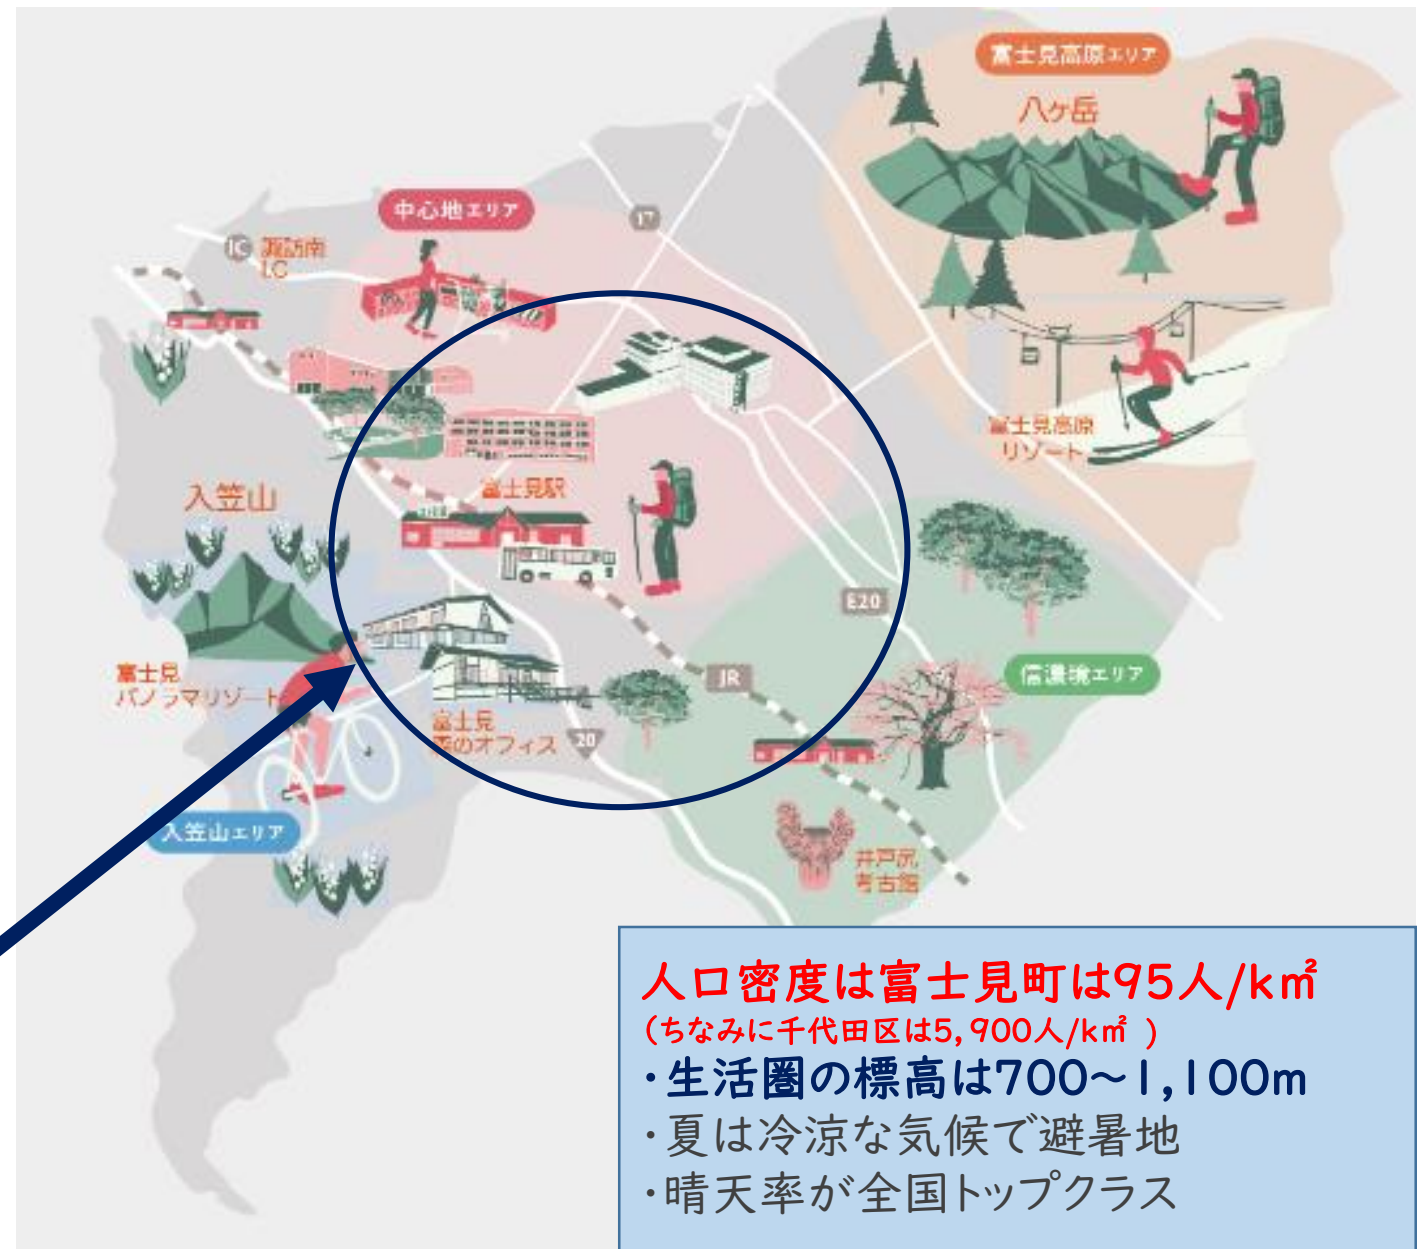 富士見高原エリア
八ヶ岳
中心地エリア
17
IC 諏訪南
I.C
富士見高原
リゾート
入笠山
富士見駅
E20
富士見
パノラマリゾート
JR
信濃境エリア
富士見
森のオフィス
20
入笠山エリア
井戸尻
考古館
人口密度は富士見町は95人/k㎡
(ちなみに千代田区は5,900人/k㎡ )
・生活圏の標高は700~1,100m
・夏は冷涼な気候で避暑地
・晴天率が全国トップクラス